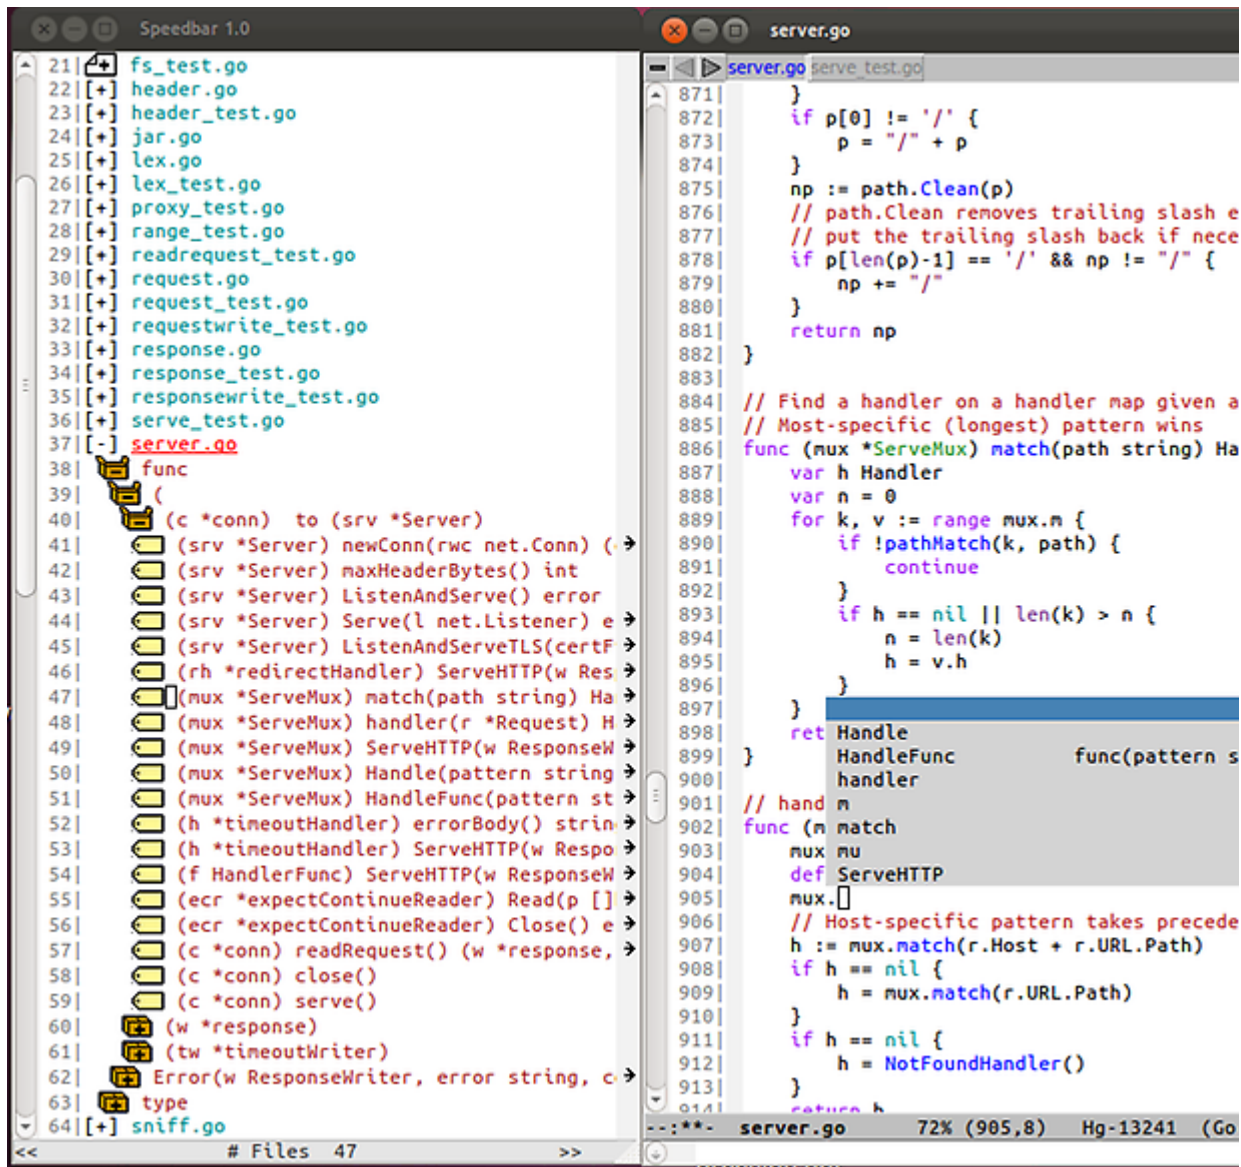 Speedbar 1.0
21| fs_test.go
22|[+] header.go
23|[+] header_test.go
24|[+] jar.go
25|[+] lex.go
26|[+] lex_test.go
27|[+] proxy_test.go
28|[+] range_test.go
29|[+] readrequest_test.go
30|[+] request.go
31|[+] request_test.go
32|[+] requestwrite_test.go
33|[+] response.go
34|[+] response_test.go
35|[+] responsewrite_test.go
36|[+] serve_test.go
37|[-] server.go
38| func
39| (
40| (c *conn)  to (srv *Server)
41| (srv *Server) newConn(rwc net.Conn) (
42| (srv *Server) maxHeaderBytes() int
43| (srv *Server) ListenAndServe() error
44| (srv *Server) Serve(l net.Listener) e
45| (srv *Server) ListenAndServeTLS(certF
46| (rh *redirectHandler) ServeHTTP(w Res
47| (mux *ServeMux) match(path string) Ha
48| (mux *ServeMux) handler(r *Request) H
49| (mux *ServeMux) ServeHTTP(w ResponseW
50| (mux *ServeMux) Handle(pattern string
51| (mux *ServeMux) HandleFunc(pattern st
52| (h *timeoutHandler) errorBody() strin
53| (h *timeoutHandler) ServeHTTP(w Respo
54| (f HandlerFunc) ServeHTTP(w ResponseW
55| (ecr *expectContinueReader) Read(p []
56| (ecr *expectContinueReader) Close() e
57| (c *conn) readRequest() (w *response,
58| (c *conn) close()
59| (c *conn) serve()
60| (w *response)
61| (tw *timeoutWriter)
62| Error(w ResponseWriter, error string, c
63| type
64|[+] sniff.go
<< # Files 47 >>
server.go
server.go serve_test.go
871| }
872| if p[0] != '/' {
873| p = "/" + p
874| }
875| np := path.Clean(p)
876| // path.Clean removes trailing slash e
877| // put the trailing slash back if nece
878| if p[len(p)-1] == '/' && np != "/" {
879| np += "/"
880| }
881| return np
882| }
883|
884| // Find a handler on a handler map given a
885| // Most-specific (longest) pattern wins
886| func (mux *ServeMux) match(path string) Ha
887| var h Handler
888| var n = 0
889| for k, v := range mux.m {
890| if !pathMatch(k, path) {
891| continue
892| }
893| if h == nil || len(k) > n {
894| n = len(k)
895| h = v.h
896| }
897| }
898| ret Handle
899| } HandleFunc func(pattern s
900| handler
901| // hand m
902| func (m match
903| mux mu
904| def ServeHTTP
905| mux.
906| // Host-specific pattern takes precede
907| h := mux.match(r.Host + r.URL.Path)
908| if h == nil {
909| h = mux.match(r.URL.Path)
910| }
911| if h == nil {
912| h = NotFoundHandler()
913| }
914| return h
--:**- server.go 72% (905,8) Hg-13241 (Go